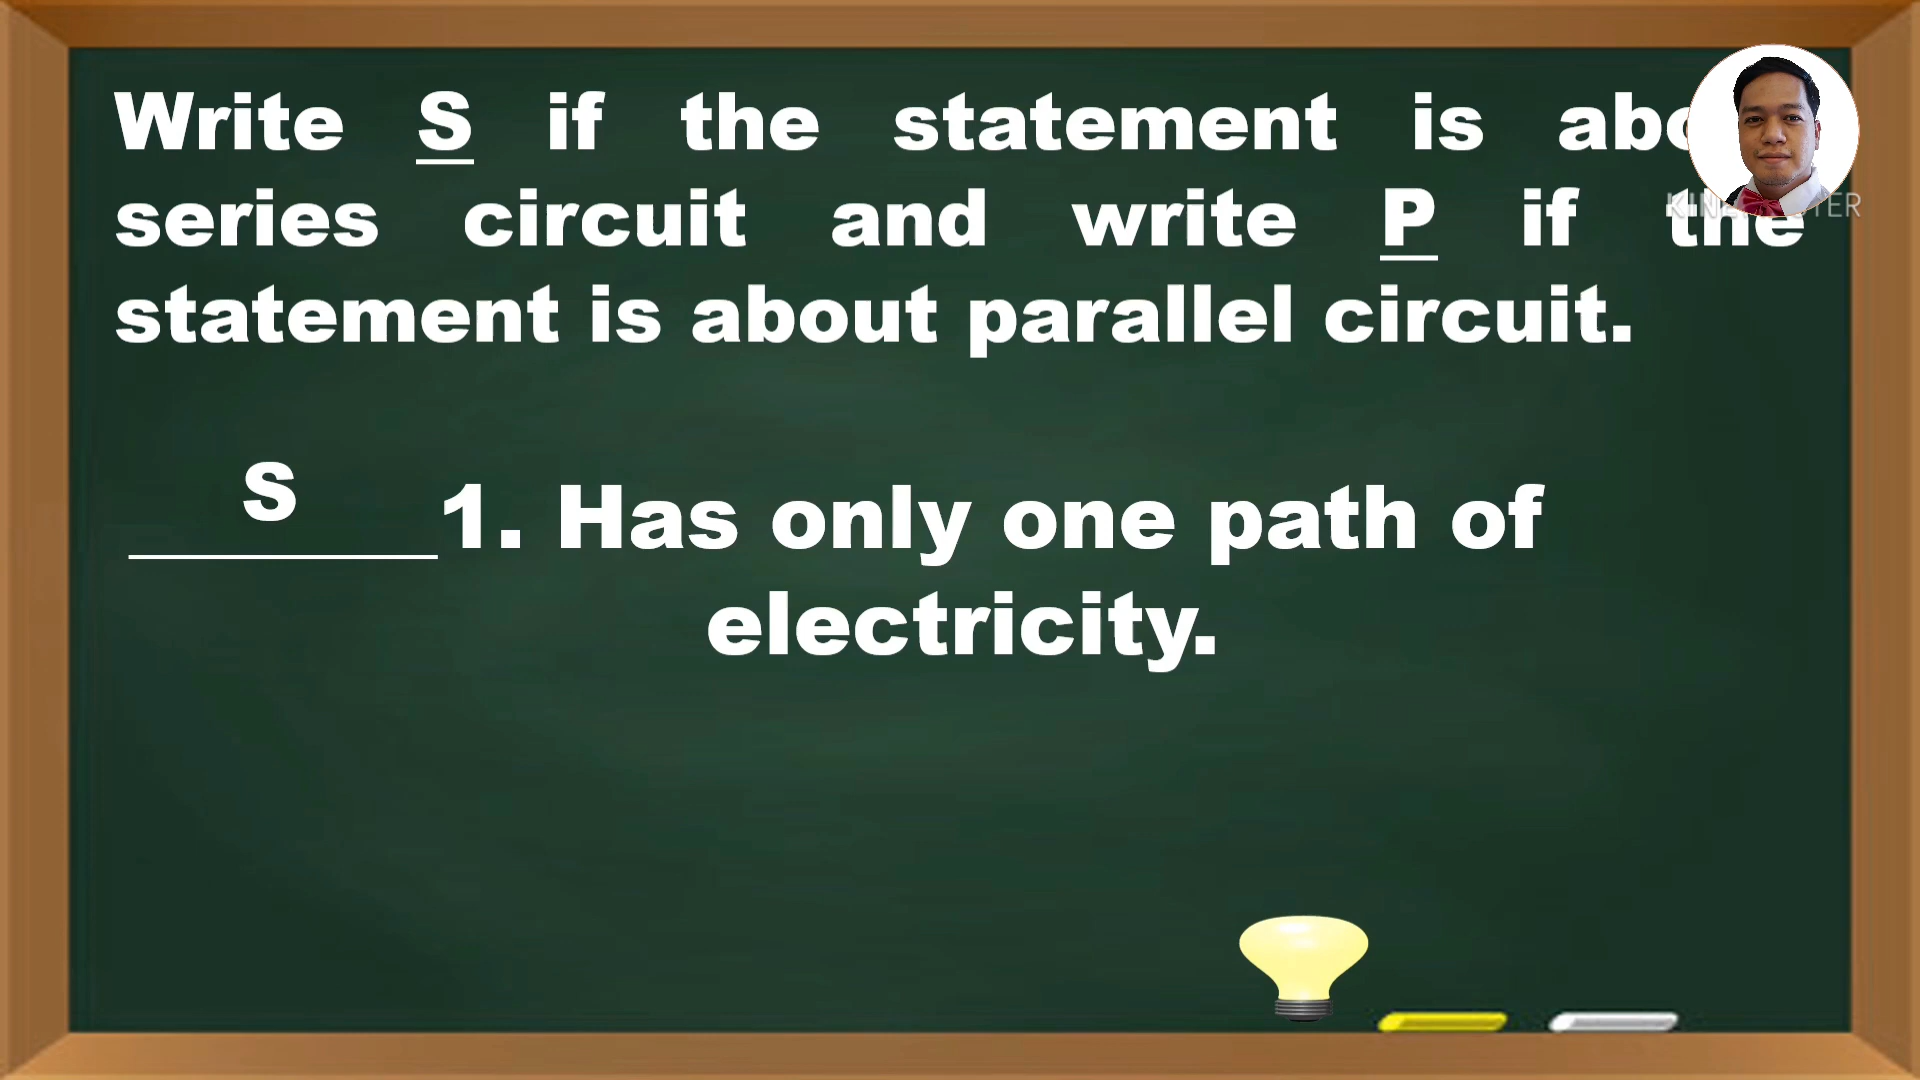 Write S if the statement is
series circuit and write P if the
statement is about parallel circuit.
S
1. Has only one path of
electricity.